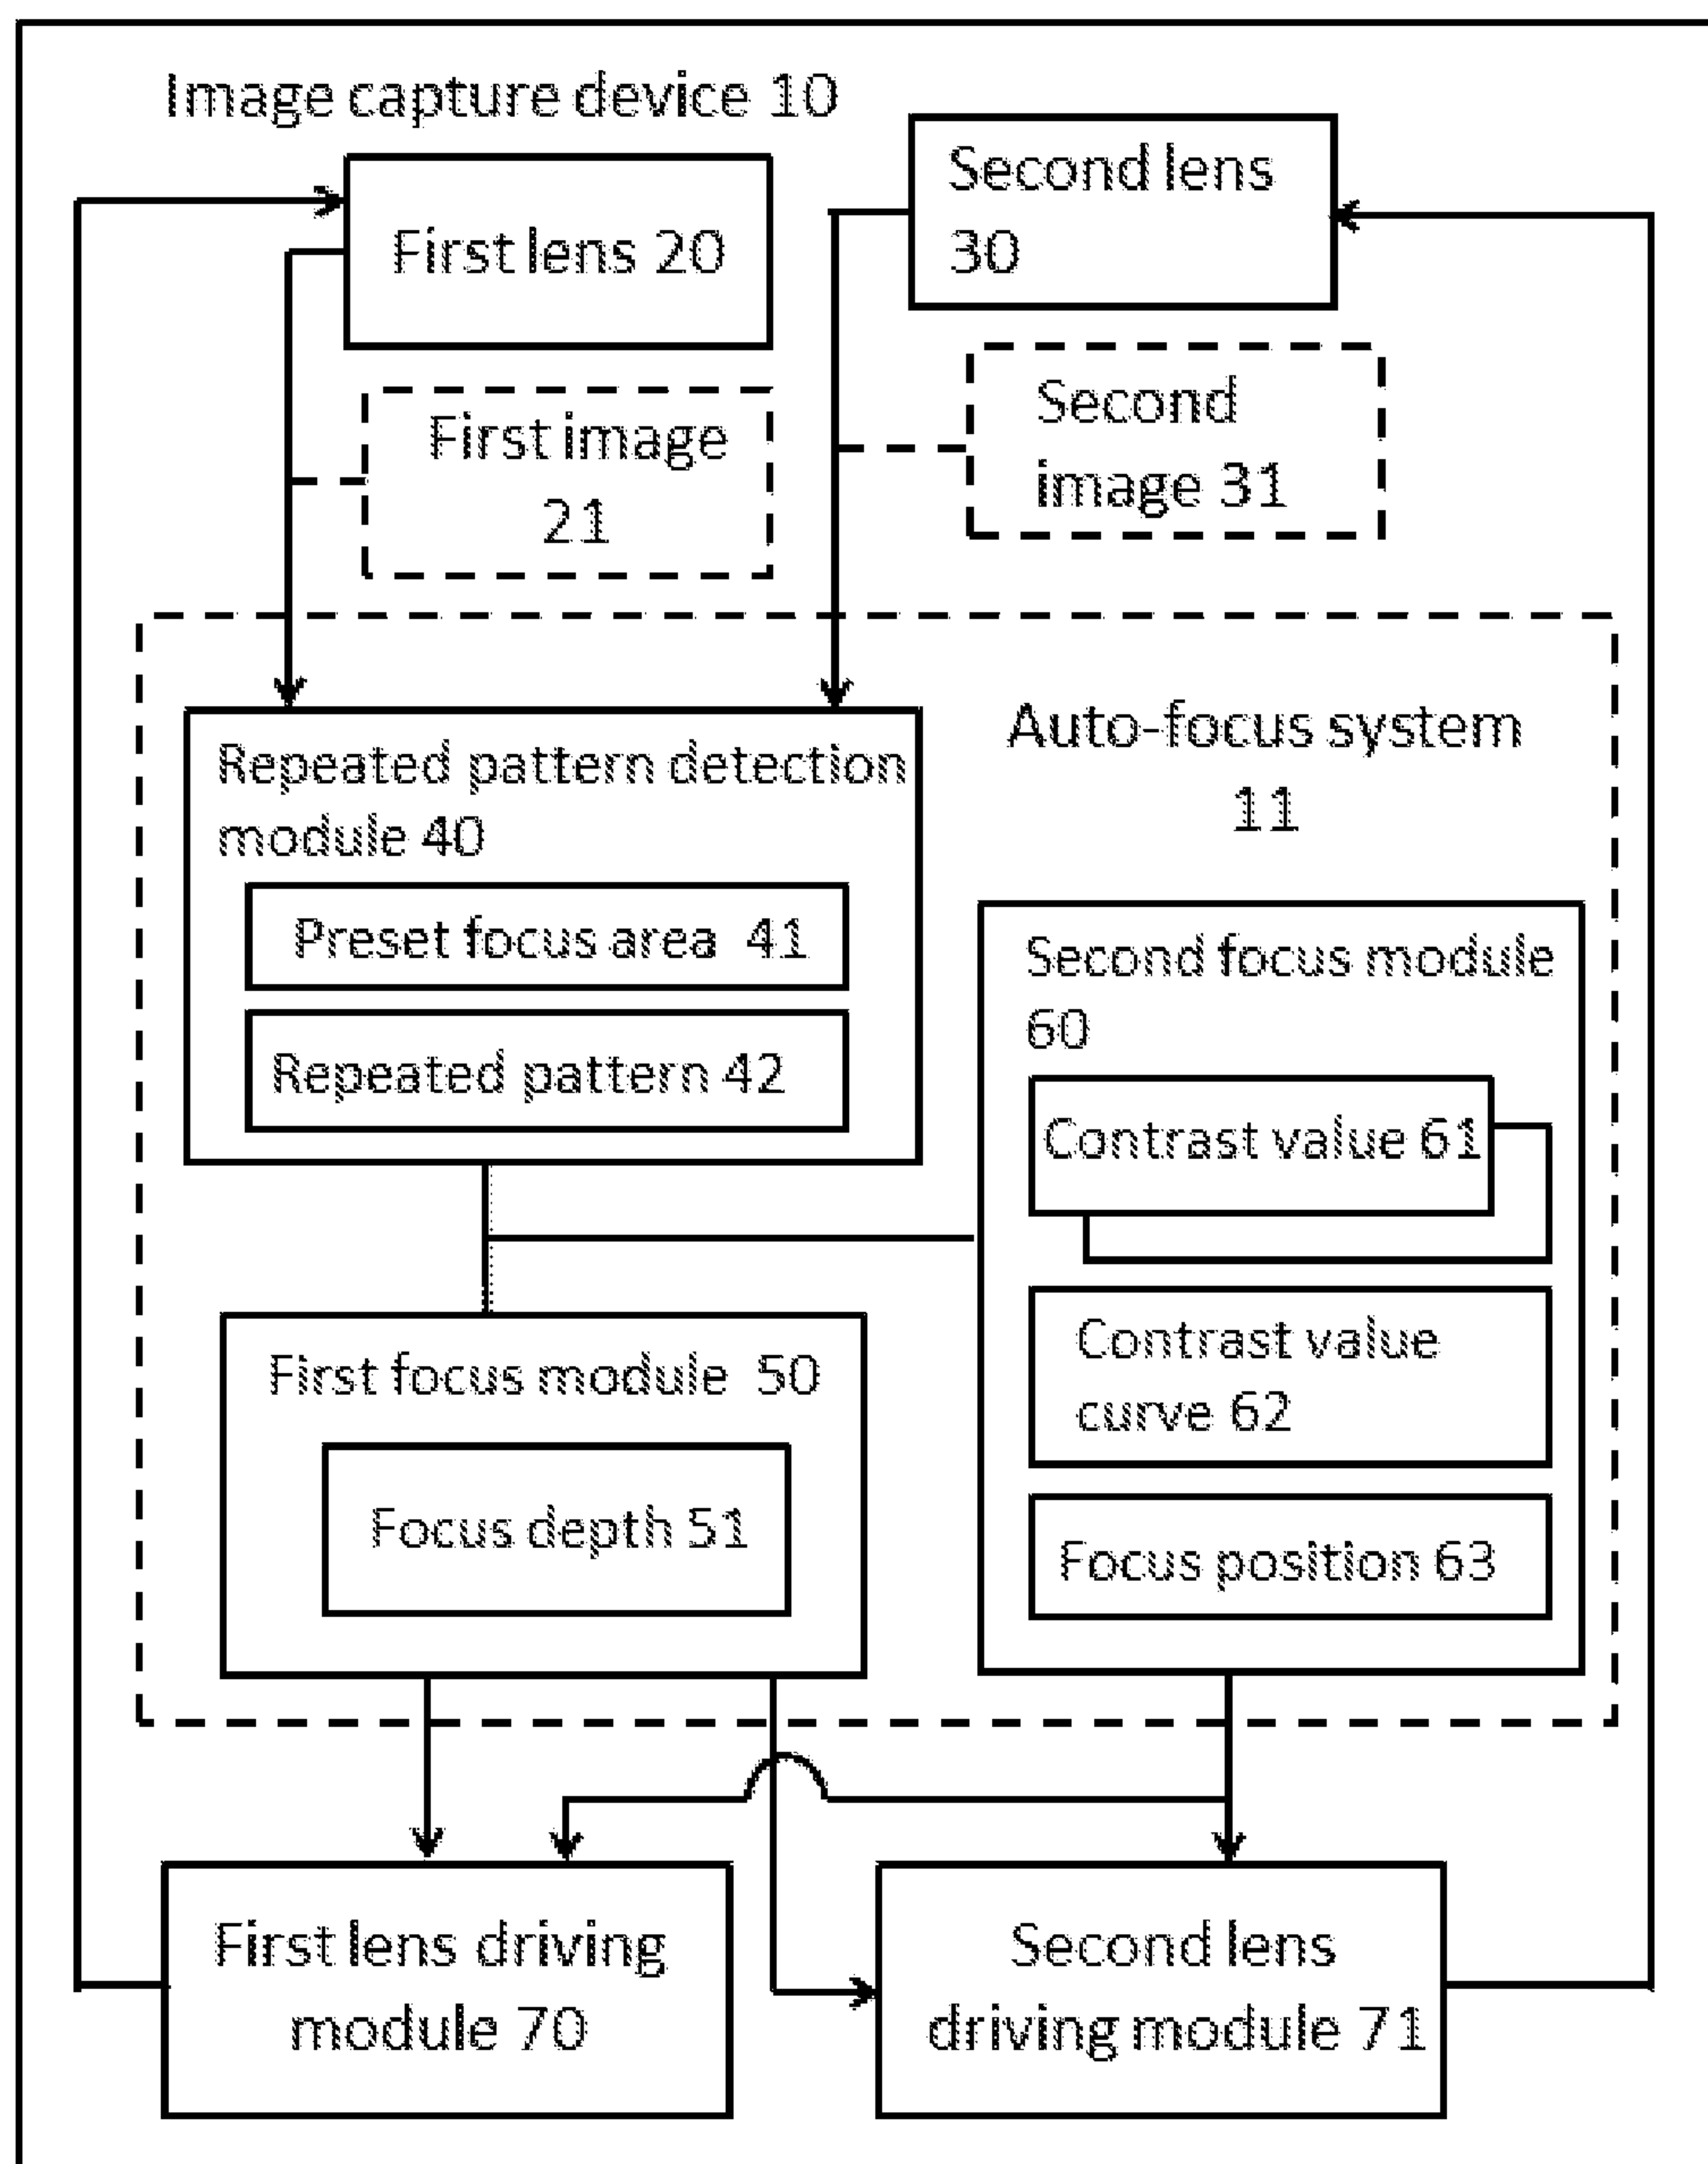 Image capture device 10
First lens 20
Second lens
30
First image
21
Second
image 31
Auto-focus system
11
Repeated pattern detection
module 40
Preset focus area 41
Repeated pattern 42
Second focus module
60
Contrast value 61
Contrast value
curve 62
Focus position 63
First focus module 50
Focus depth 51
First lens driving
module 70
Second lens
driving module 71